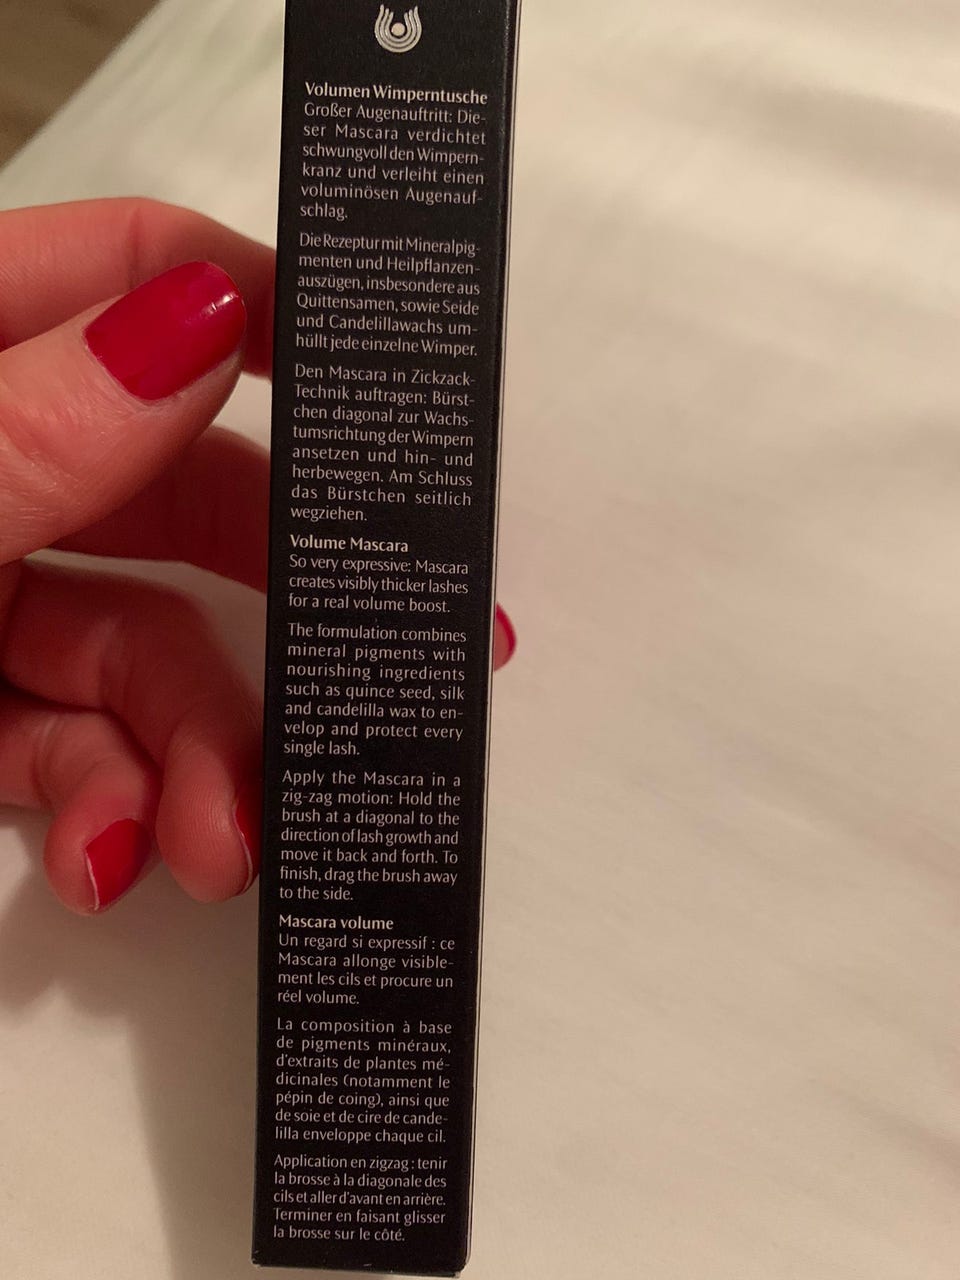 Volumen Wimperntusche
Großer Augenauftritt: Die-
ser Mascara verdichtet
schwungvoll den Wimpern-
kranz und verleiht einen
voluminösen Augenauf-
schlag.
Die Rezeptur mit Mineralpig-
menten und Heilpflanzen-
auszügen, insbesondere aus
Quittensamen, sowie Seide
und Candelillawachs um-
hüllt jede einzelne Wimper.
Den Mascara in Zickzack-
Technik auftragen: Bürst-
chen diagonal zur Wachs-
tumsrichtung der Wimpern
ansetzen und hin- und
herbewegen. Am Schluss
das Bürstchen seitlich
wegziehen.
Volume Mascara
So very expressive: Mascara
creates visibly thicker lashes
for a real volume boost.
The formulation combines
mineral pigments with
nourishing ingredients
such as quince seed, silk
and candelilla wax to en-
velop and protect every
single lash.
Apply the Mascara in a
zig-zag motion: Hold the
brush at a diagonal to the
direction of lash growth and
move it back and forth. To
finish, drag the brush away
to the side.
Mascara volume
Un regard si expressif : ce
Mascara allonge visible-
ment les cils et procure un
réel volume.
La composition à base
de pigments minéraux,
d'extraits de plantes mé-
dicinales (notamment le
pépin de coing), ainsi que
de soie et de cire de cande-
lilla enveloppe chaque cil.
Application en zigzag : tenir
la brosse à la diagonale des
cils et aller d'avant en arrière.
Terminer en faisant glisser
la brosse sur le côté.